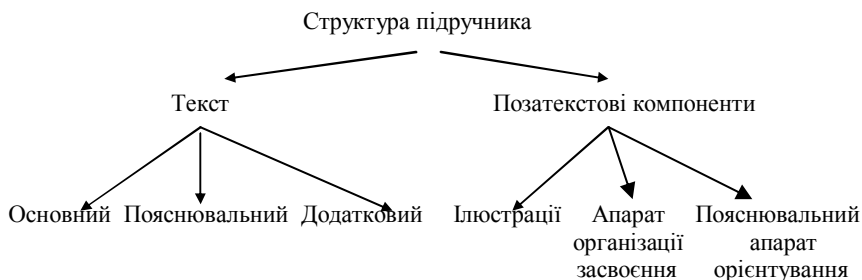 Структура підручника
Текст
Позатекстові компоненти
Основний Пояснювальний Додатковий Ілюстрації Апарат Пояснювальний
організації апарат
засвоєння орієнтування